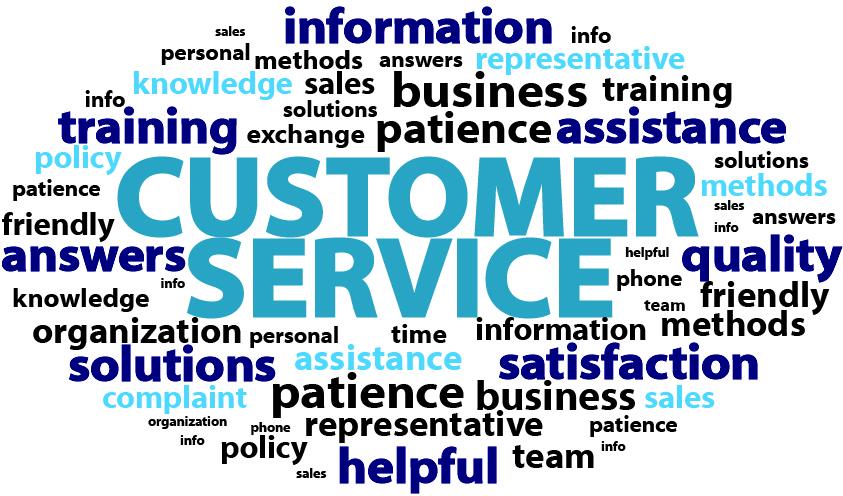 information
sales info
personal methods answers representative
knowledge sales business training
info solutions
training exchange patience assistance
policy CUSTOMER solutions
patience methods
sales answers
friendly info
answers SERVICE helpful quality
info phone
knowledge team friendly
organization personal time information methods
solutions assistance satisfaction
complaint patience business sales
organization phone representative patience
info policy team info
sales helpful